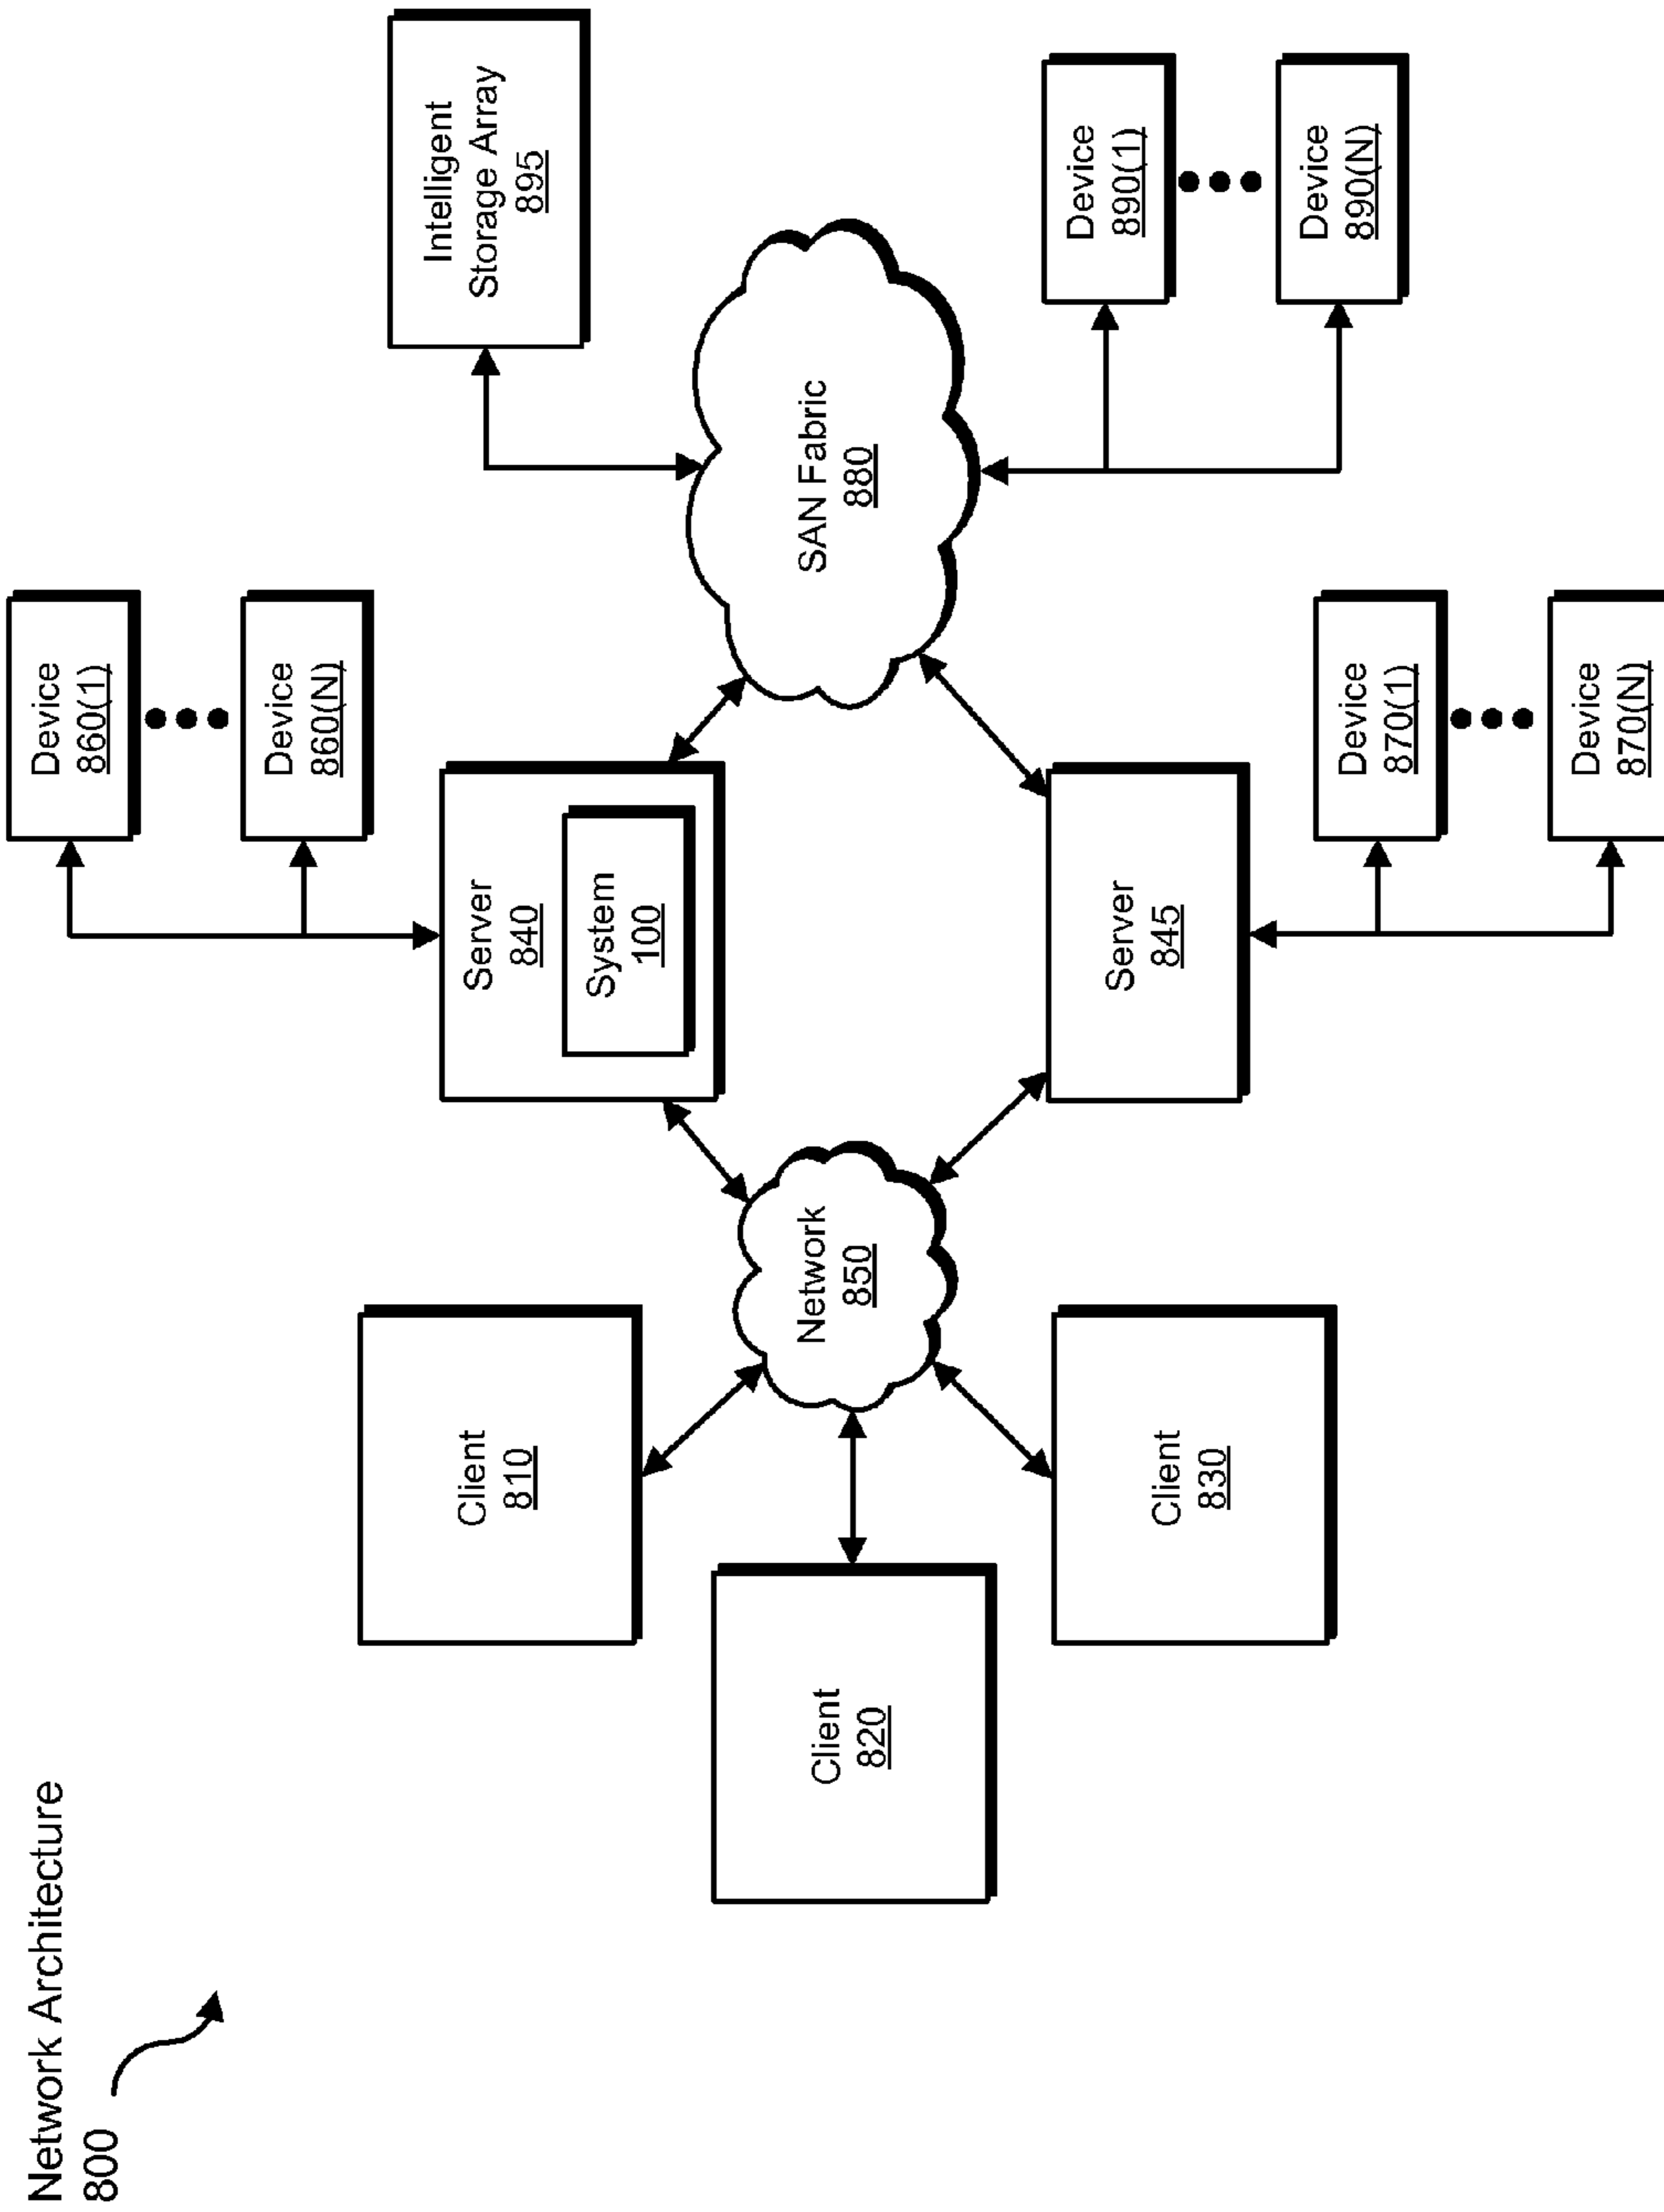 Network Architecture
800
Device
860(1)
Device
860(N)
Intelligent
Storage Array
895
Client
810
Server
840
System
100
Client
820
Network
850
SAN Fabric
880
Client
830
Server
845
Device
890(1)
Device
890(N)
Device
870(1)
Device
870(N)